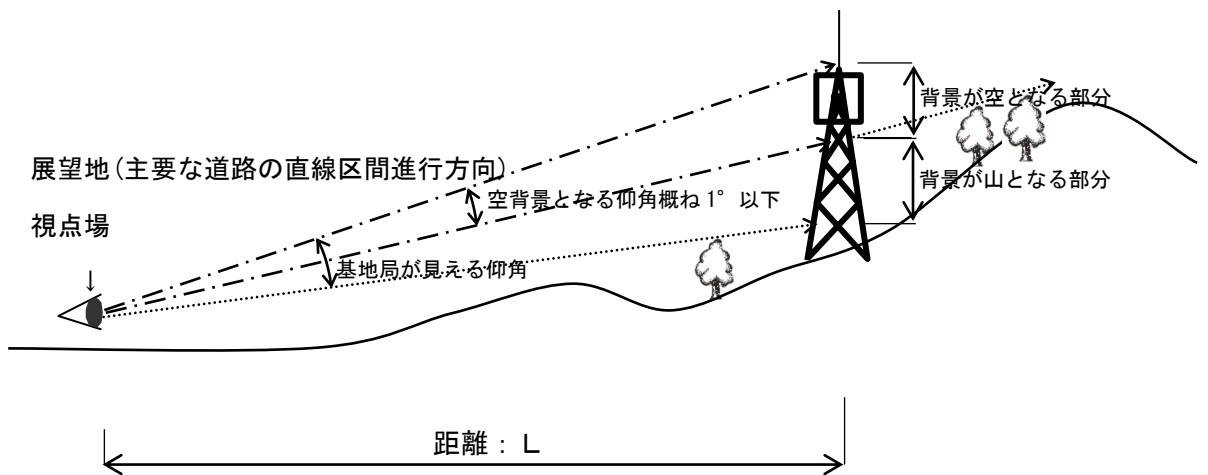 背景が空となる部分
展望地(主要な道路の直線区間進行方向)
背景が山となる部分
空背景となる仰角概ね1°以下
視点場
↓
基地局が見える仰角
距離：L